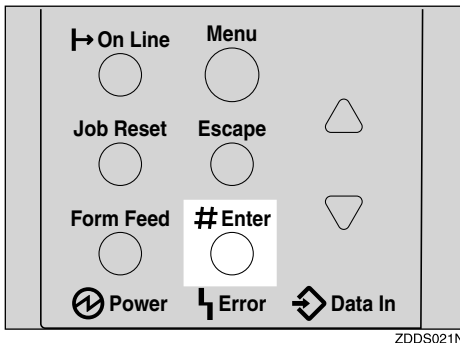 On Line Menu
Job Reset Escape
Form Feed # Enter
Power Error Data In
ZDDS021N